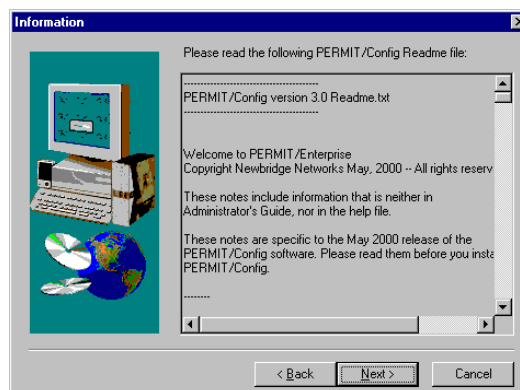 Information
Please read the following PERMIT/Config Readme file:
----------------------------------------
PERMIT/Config version 3.0 Readme.txt
----------------------------------------
Welcome to PERMIT/Enterprise
Copyright Newbridge Networks May, 2000 -- All rights reserv
These notes include information that is neither in
Administrator's Guide, nor in the help file.
These notes are specific to the May 2000 release of the
PERMIT/Config software. Please read them before you insta
PERMIT/Config.
--------
< Back
Next >
Cancel